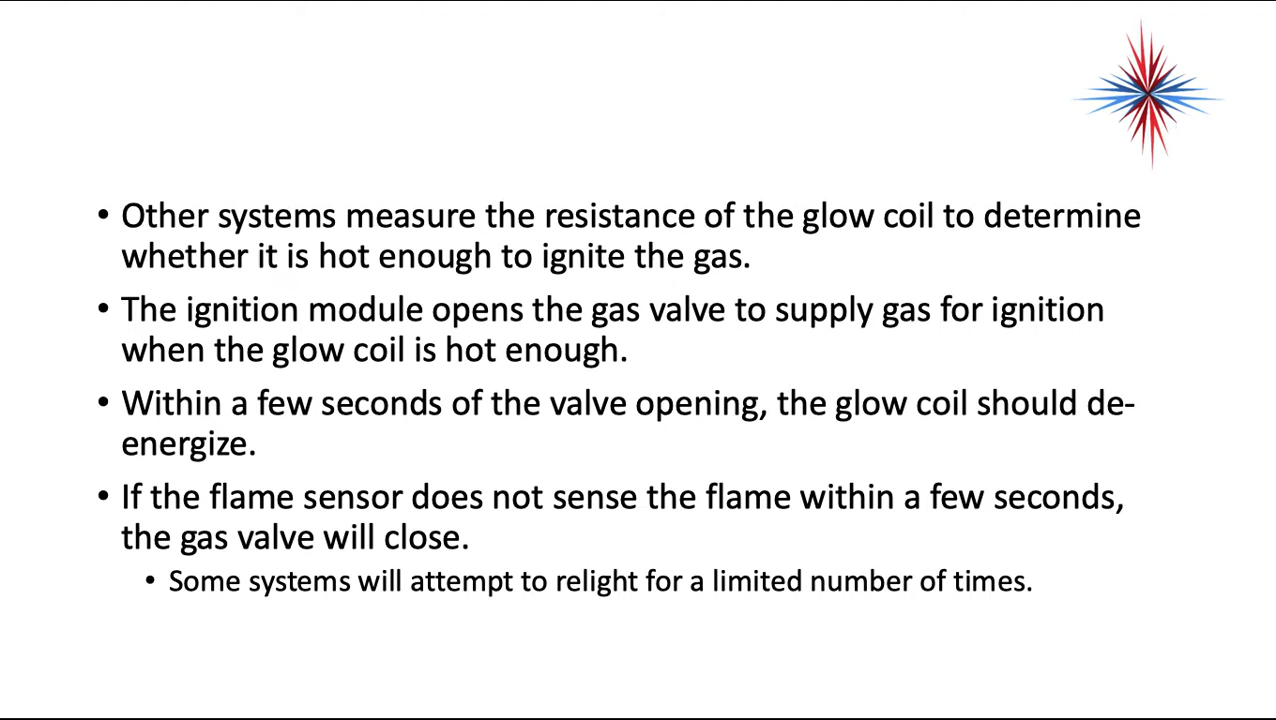 • Other systems measure the resistance of the glow coil to determine
whether it is hot enough to ignite the gas.
• The ignition module opens the gas valve to supply gas for ignition
when the glow coil is hot enough.
• Within a few seconds of the valve opening, the glow coil should de-
energize.
• If the flame sensor does not sense the flame within a few seconds,
the gas valve will close.
• Some systems will attempt to relight for a limited number of times.